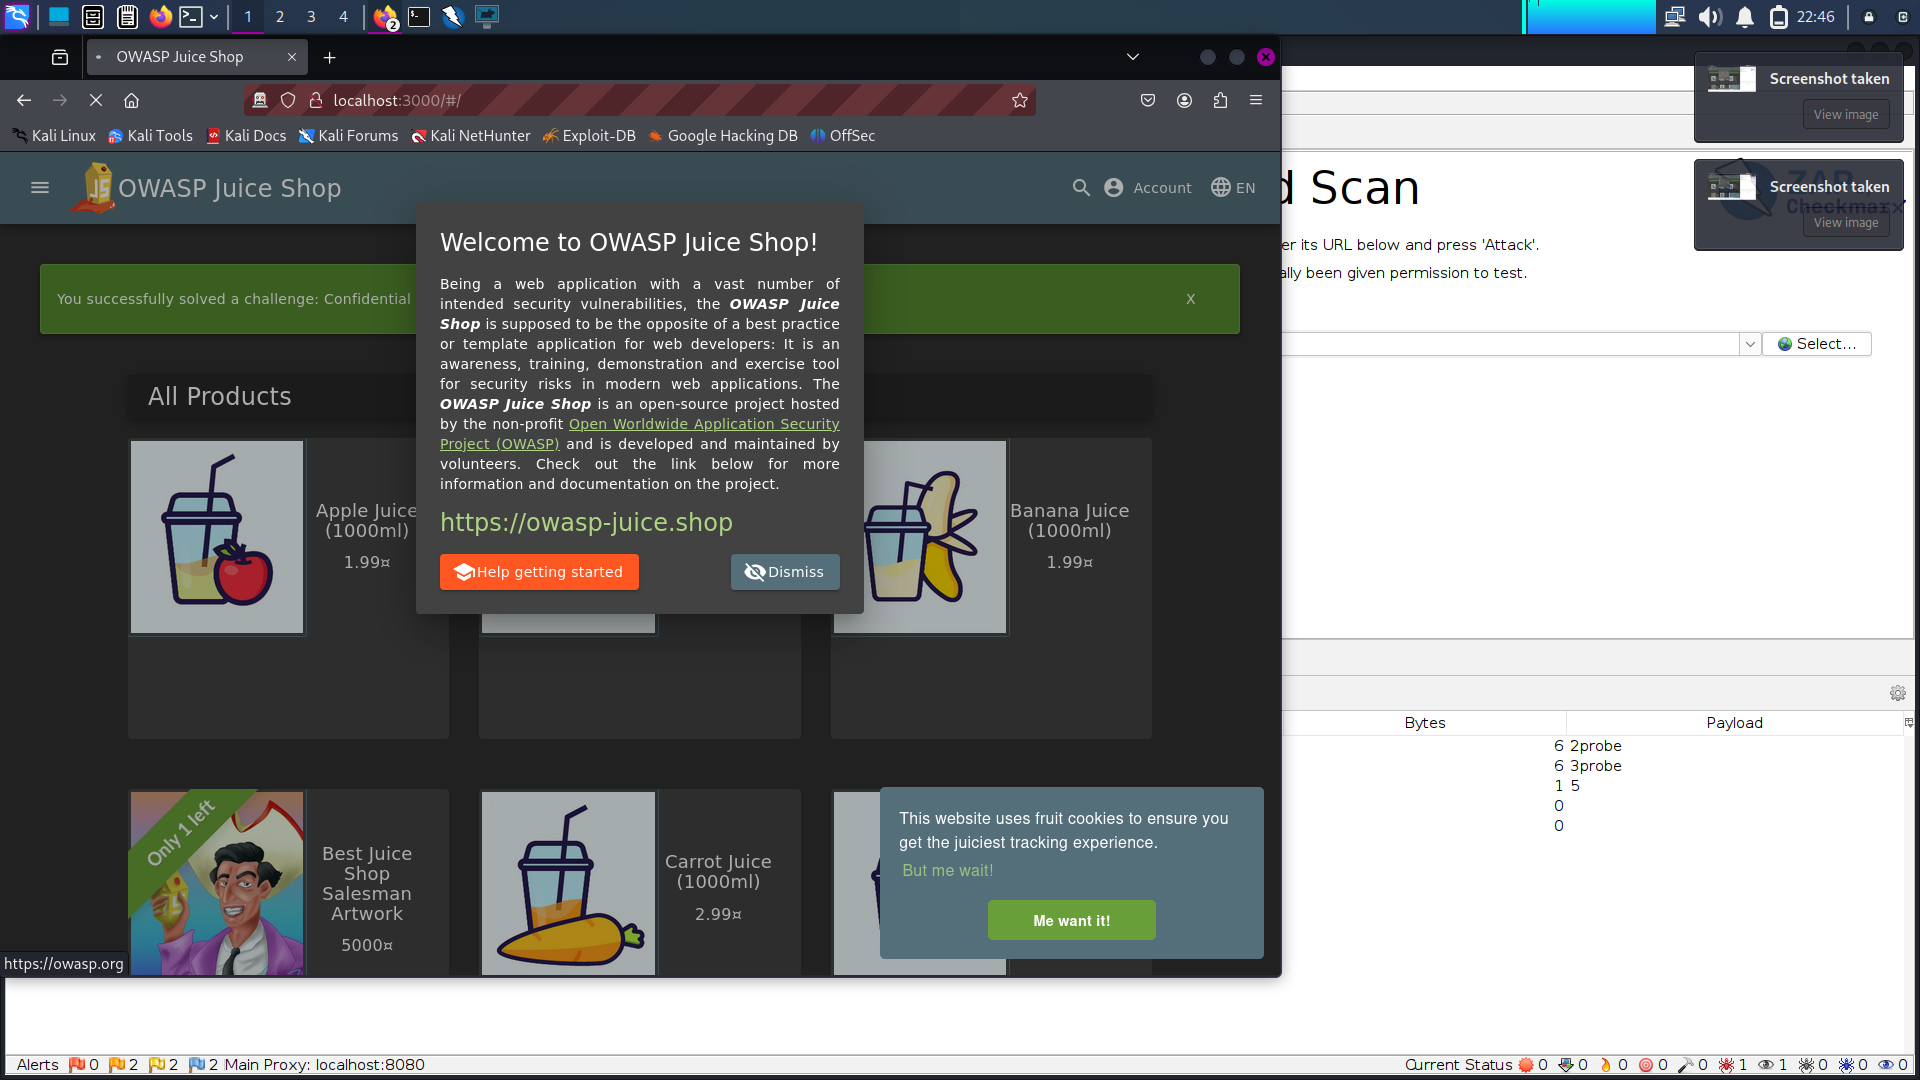 1 2 3 4
2
22:46
OWASP Juice Shop
localhost:3000/#/
Kali Linux Kali Tools Kali Docs Kali Forums Kali NetHunter Exploit-DB Google Hacking DB OffSec
OWASP Juice Shop
Account EN
You successfully solved a challenge: Confidential
X
Welcome to OWASP Juice Shop!
Being a web application with a vast number of
intended security vulnerabilities, the OWASP Juice
Shop is supposed to be the opposite of a best practice
or template application for web developers: It is an
awareness, training, demonstration and exercise tool
for security risks in modern web applications. The
OWASP Juice Shop is an open-source project hosted
by the non-profit Open Worldwide Application Security
Project (OWASP) and is developed and maintained by
volunteers. Check out the link below for more
information and documentation on the project.
https://owasp-juice.shop
Help getting started
Dismiss
All Products
Apple Juice
(1000ml)
1.99¤
Banana Juice
(1000ml)
1.99¤
Only 1 left
Best Juice
Shop
Salesman
Artwork
5000¤
Carrot Juice
(1000ml)
2.99¤
This website uses fruit cookies to ensure you
get the juiciest tracking experience.
But me wait!
Me want it!
https://owasp.org
Screenshot taken
View image
Screenshot taken
View image
ZAP
Checkmarx
d Scan
er its URL below and press 'Attack'.
ally been given permission to test.
Select...
Bytes Payload
6 2probe
6 3probe
1 5
0
0
Alerts 0 2 2 2 Main Proxy: localhost:8080
Current Status 0 0 0 0 0 1 1 0 0 0